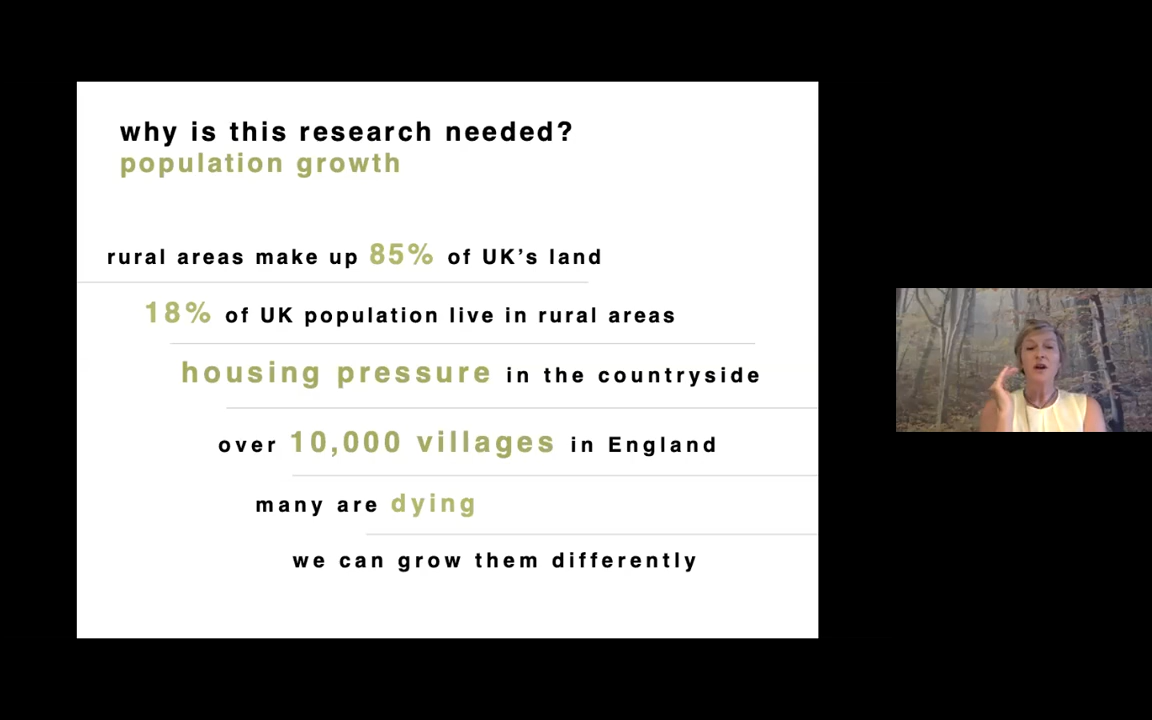 why is this research needed?
population growth
rural areas make up 85% of UK’s land
18% of UK population live in rural areas
housing pressure in the countryside
over 10,000 villages in England
many are dying
we can grow them differently